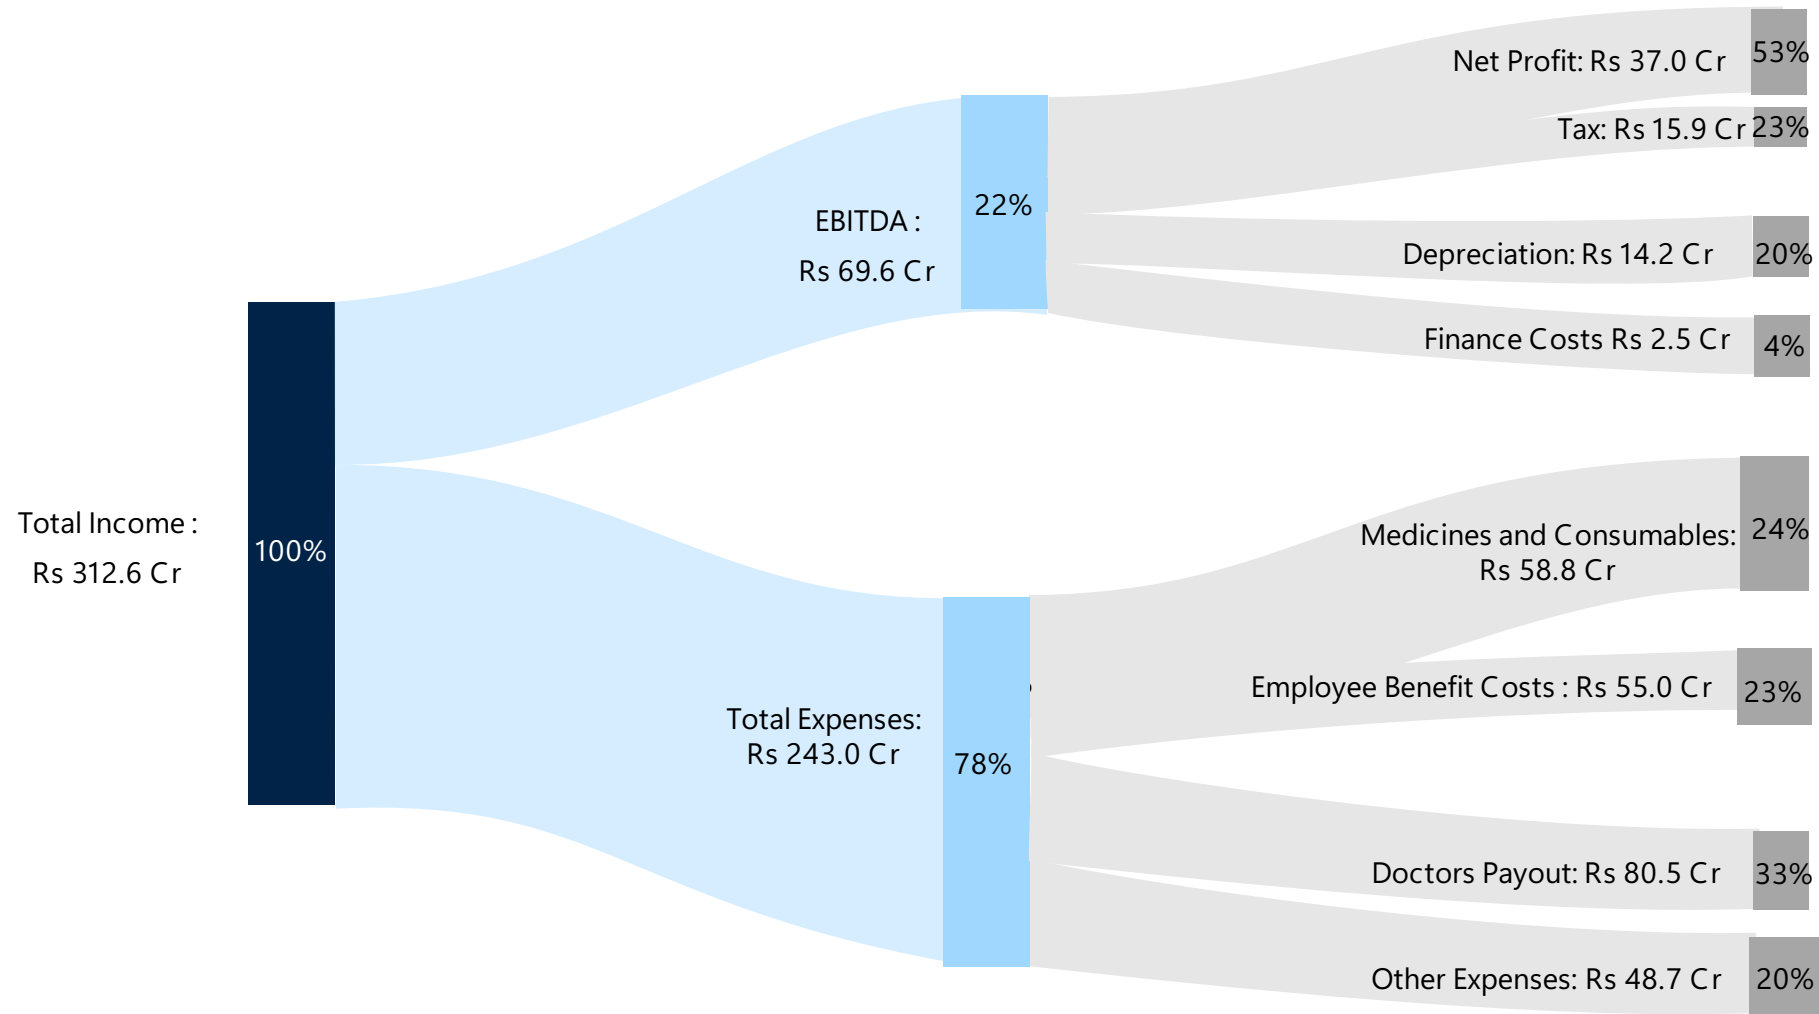 Net Profit: Rs 37.0 Cr
53%
Tax: Rs 15.9 Cr
23%
22%
EBITDA :
Rs 69.6 Cr
Depreciation: Rs 14.2 Cr
20%
Finance Costs Rs 2.5 Cr
4%
Total Income :
Rs 312.6 Cr
100%
Medicines and Consumables:
Rs 58.8 Cr
24%
Employee Benefit Costs : Rs 55.0 Cr
23%
Total Expenses:
Rs 243.0 Cr
78%
Doctors Payout: Rs 80.5 Cr
33%
Other Expenses: Rs 48.7 Cr
20%